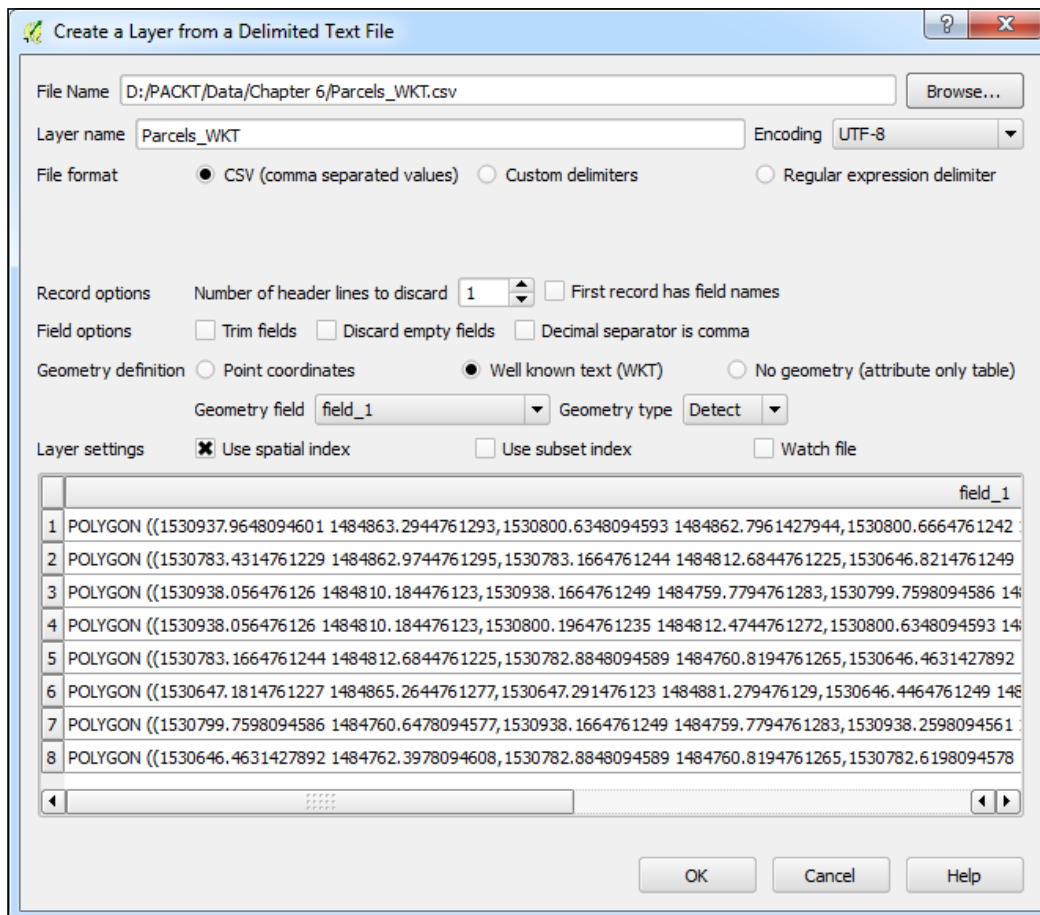 Create a Layer from a Delimited Text File
File Name D:/PACKT/Data/Chapter 6/Parcels_WKT.csv Browse...
Layer name Parcels_WKT Encoding UTF-8
File format CSV (comma separated values) Custom delimiters Regular expression delimiter
Record options Number of header lines to discard 1 First record has field names
Field options Trim fields Discard empty fields Decimal separator is comma
Geometry definition Point coordinates Well known text (WKT) No geometry (attribute only table)
Geometry field field_1 Geometry type Detect
Layer settings Use spatial index Use subset index Watch file
field_1
1 POLYGON ((1530937.9648094601 1484863.2944761293,1530800.6348094593 1484862.7961427944,1530800.6664761242
2 POLYGON ((1530783.4314761229 1484862.9744761295,1530783.1664761244 1484812.6844761225,1530646.8214761249
3 POLYGON ((1530938.056476126 1484810.184476123,1530938.1664761249 1484759.7794761283,1530799.7598094586 148
4 POLYGON ((1530938.056476126 1484810.184476123,1530800.1964761235 1484812.4744761272,1530800.6348094593 14
5 POLYGON ((1530783.1664761244 1484812.6844761225,1530782.8848094589 1484760.8194761265,1530646.4631427892
6 POLYGON ((1530647.1814761227 1484865.2644761277,1530647.291476123 1484881.279476129,1530646.4464761249 148
7 POLYGON ((1530799.7598094586 1484760.6478094577,1530938.1664761249 1484759.7794761283,1530938.2598094561
8 POLYGON ((1530646.4631427892 1484762.3978094608,1530782.8848094589 1484760.8194761265,1530782.6198094578
OK Cancel Help